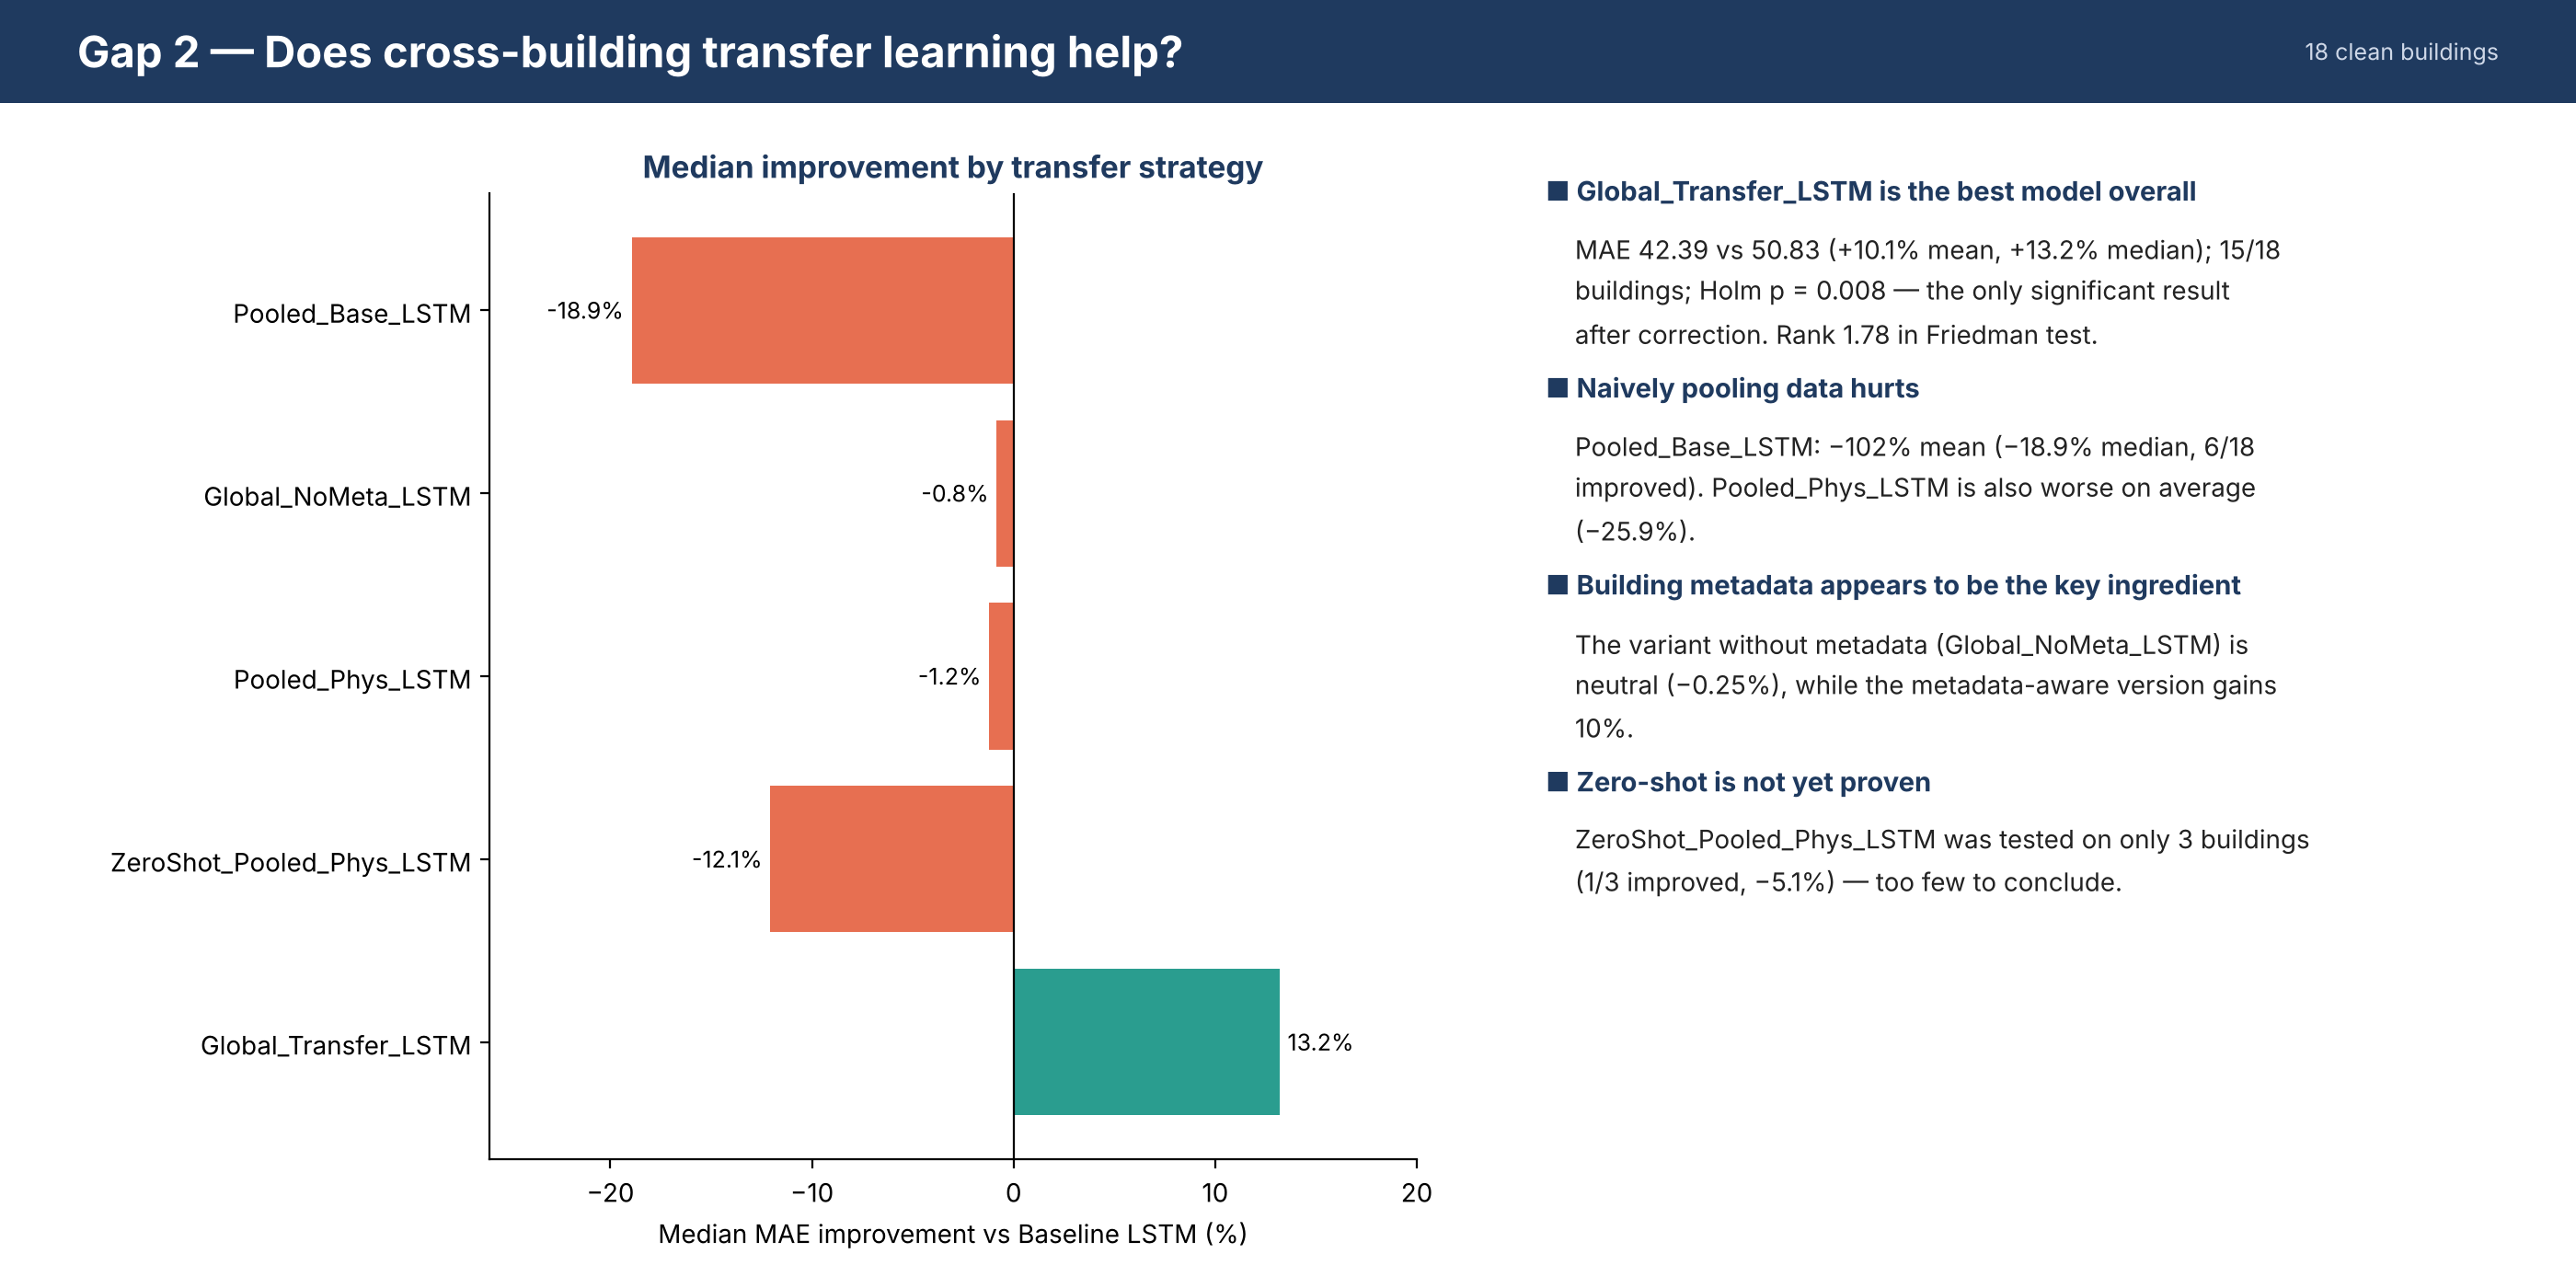 Gap 2 — Does cross-building transfer learning help?
18 clean buildings
Median improvement by transfer strategy
Pooled_Base_LSTM
-18.9%
Global_NoMeta_LSTM
-0.8%
Pooled_Phys_LSTM
-1.2%
ZeroShot_Pooled_Phys_LSTM
-12.1%
Global_Transfer_LSTM
13.2%
−20
−10
0
10
20
Median MAE improvement vs Baseline LSTM (%)
■ Global_Transfer_LSTM is the best model overall
MAE 42.39 vs 50.83 (+10.1% mean, +13.2% median); 15/18
buildings; Holm p = 0.008 — the only significant result
after correction. Rank 1.78 in Friedman test.
■ Naively pooling data hurts
Pooled_Base_LSTM: −102% mean (−18.9% median, 6/18
improved). Pooled_Phys_LSTM is also worse on average
(−25.9%).
■ Building metadata appears to be the key ingredient
The variant without metadata (Global_NoMeta_LSTM) is
neutral (−0.25%), while the metadata-aware version gains
10%.
■ Zero-shot is not yet proven
ZeroShot_Pooled_Phys_LSTM was tested on only 3 buildings
(1/3 improved, −5.1%) — too few to conclude.